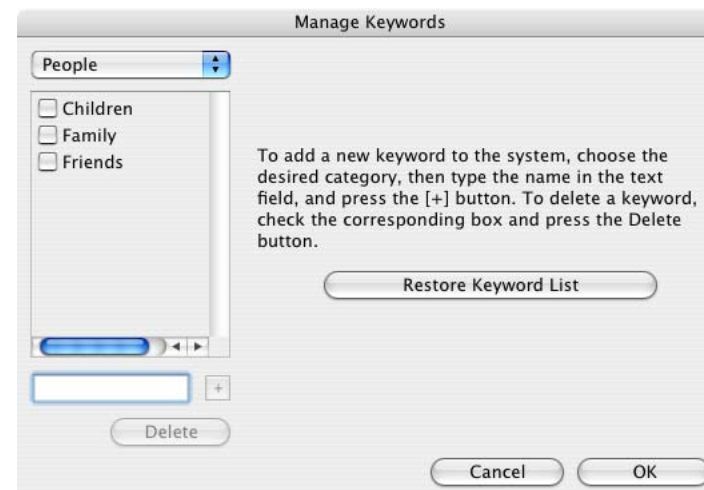 Manage Keywords
People
Children
Family
Friends
To add a new keyword to the system, choose the
desired category, then type the name in the text
field, and press the [+] button. To delete a keyword,
check the corresponding box and press the Delete
button.
Restore Keyword List
+
Delete
Cancel
OK